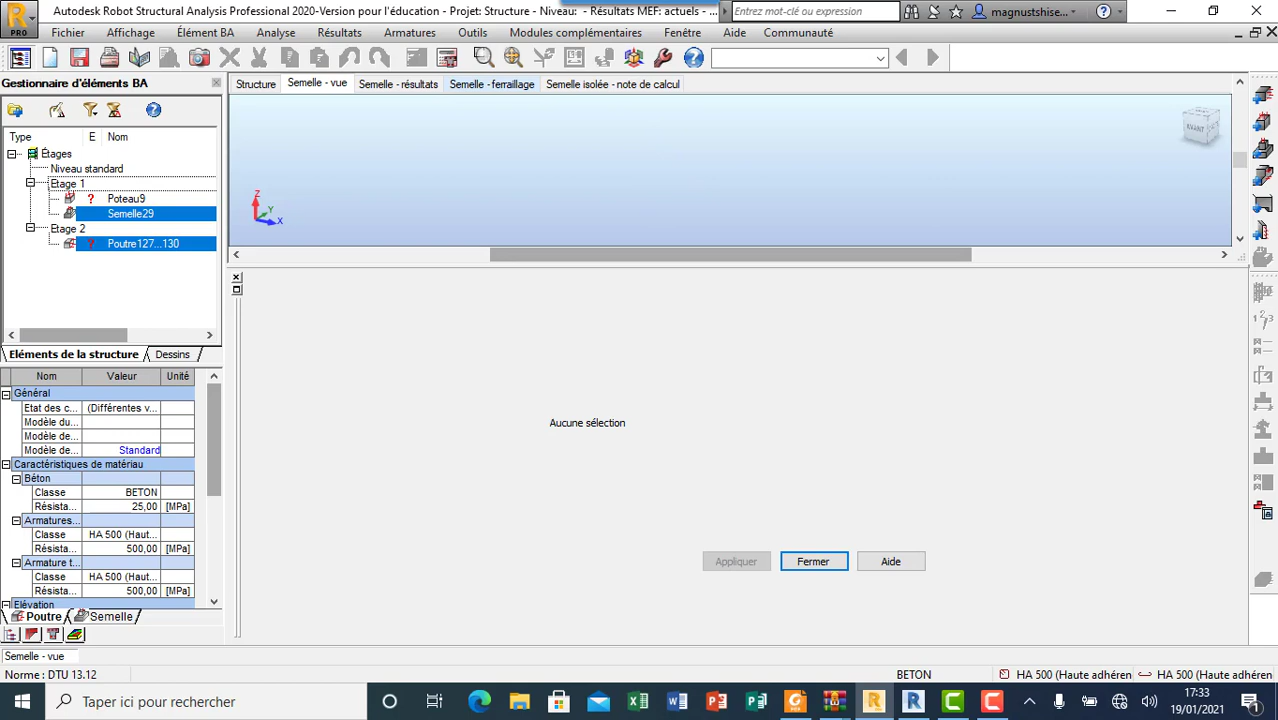 Autodesk Robot Structural Analysis Professional 2020-Version pour l'éducation - Projet: Structure - Niveau: - Résultats MEF: actuels - ...
Entrez mot-clé ou expression
magnustshise...
PRO
Fichier Affichage Élément BA Analyse Résultats Armatures Outils Modules complémentaires Fenêtre Aide Communauté
Gestionnaire d'éléments BA
Structure Semelle - vue Semelle - résultats Semelle - ferraillage Semelle isolée - note de calcul
Type E Nom
Étages
Niveau standard
Etage 1
? Poteau9
Semelle29
Etage 2
? Poutre127...130
AVANT
Z
Y
X
Eléments de la structure Dessins
Nom Valeur Unité
Général
Etat des c... (Différentes v...
Modèle du...
Modèle de...
Modèle de... Standard
Caractéristiques de matériau
Béton
Classe BETON
Résista... 25,00 [MPa]
Armatures...
Classe HA 500 (Haut...
Résista... 500,00 [MPa]
Armature t...
Classe HA 500 (Haut...
Résista... 500,00 [MPa]
Elévation
Poutre Semelle
Aucune sélection
Appliquer Fermer Aide
Semelle - vue
Norme : DTU 13.12 BETON HA 500 (Haute adhéren HA 500 (Haute adhéren
Taper ici pour rechercher
17:33
19/01/2021
1